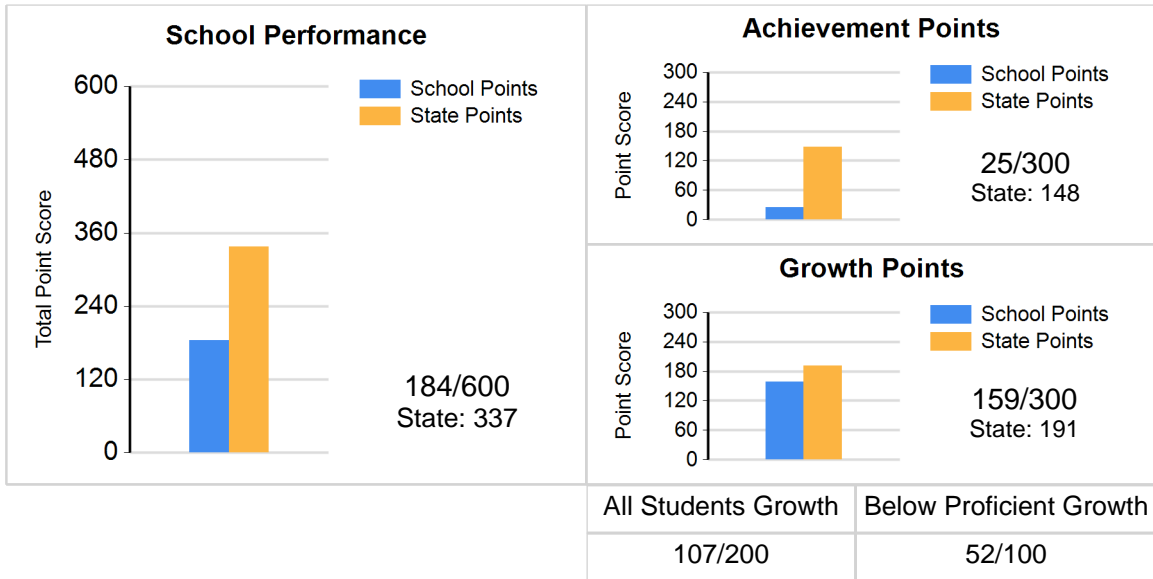 School Performance
Total Point Score
600
480
360
240
120
0
School Points
State Points
184/600
State: 337
Achievement Points
Point Score
300
240
180
120
60
0
School Points
State Points
25/300
State: 148
Growth Points
Point Score
300
240
180
120
60
0
School Points
State Points
159/300
State: 191
All Students Growth
Below Proficient Growth
107/200
52/100